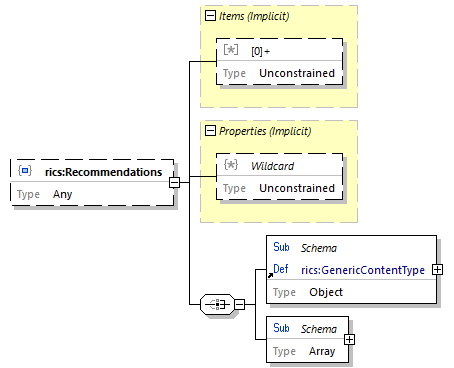 Items (Implicit)
[*] [0]+
Type Unconstrained
Properties (Implicit)
{*} Wildcard
Type Unconstrained
rics:Recommendations
Type Any
Sub Schema
Def rics:GenericContentType
Type Object
Sub Schema
Type Array